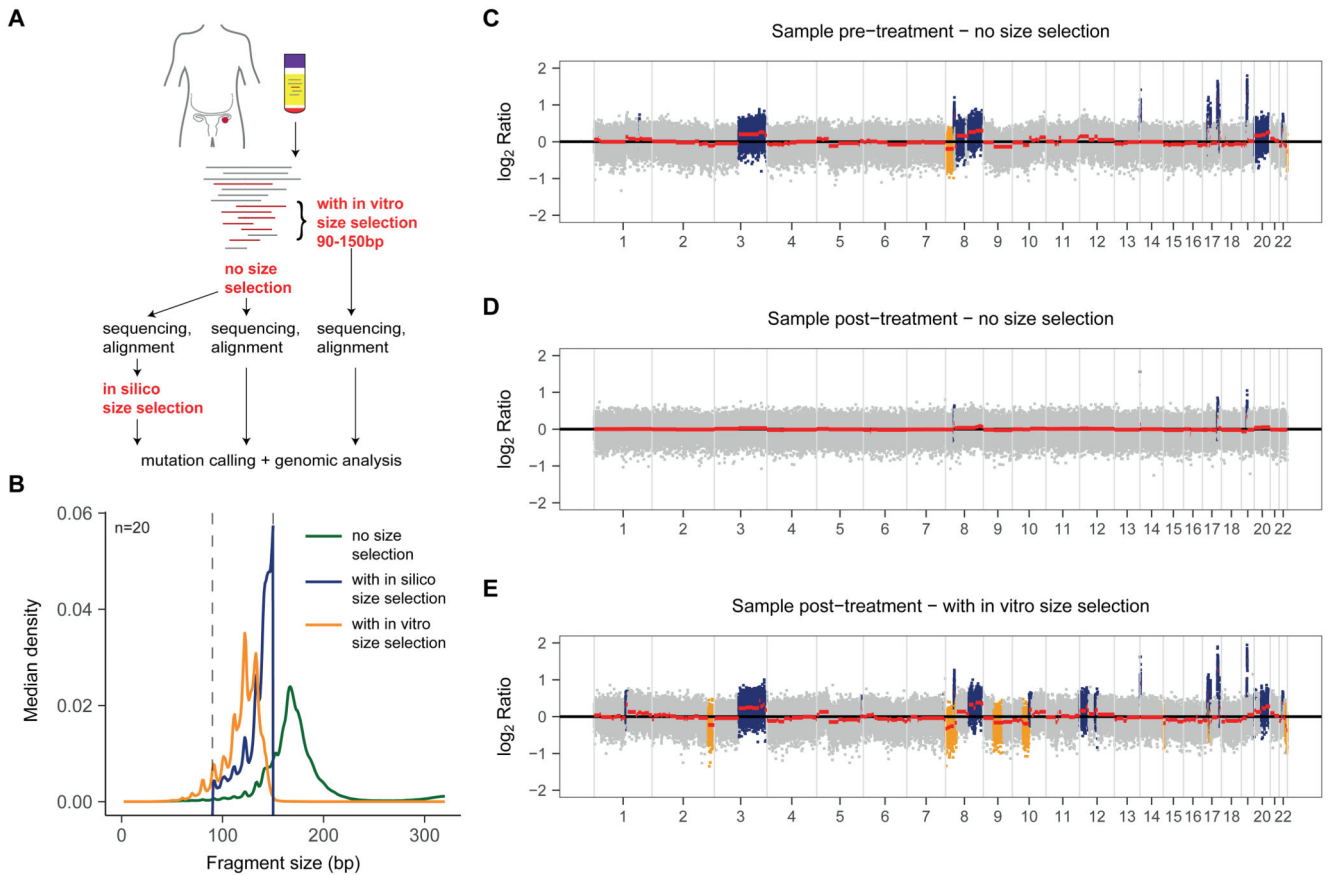 A
with in vitro
size selection
90-150bp
no size
selection
sequencing,
alignment
sequencing,
alignment
sequencing,
alignment
in silico
size selection
mutation calling + genomic analysis
B
n=20
no size
selection
with in silico
size selection
with in vitro
size selection
Median density
0.06
0.04
0.02
0.00
0 100 200 300
Fragment size (bp)
C
Sample pre−treatment − no size selection
log2 Ratio
2
1
0
−1
−2
1 2 3 4 5 6 7 8 9 10 11 12 13 14 15 16 17 18 20 22
D
Sample post−treatment − no size selection
log2 Ratio
2
1
0
−1
−2
1 2 3 4 5 6 7 8 9 10 11 12 13 14 15 16 17 18 20 22
E
Sample post−treatment − with in vitro size selection
log2 Ratio
2
1
0
−1
−2
1 2 3 4 5 6 7 8 9 10 11 12 13 14 15 16 17 18 20 22